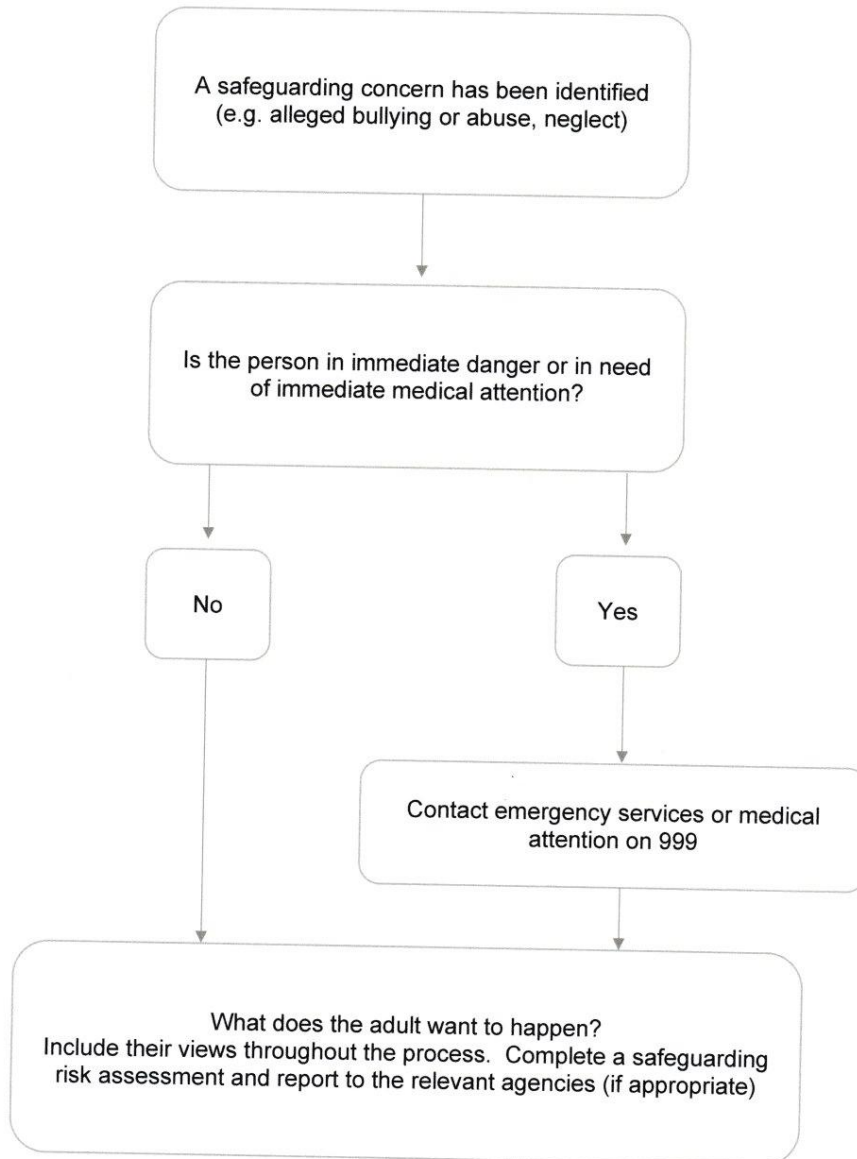 A safeguarding concern has been identified
(e.g. alleged bullying or abuse, neglect)
Is the person in immediate danger or in need
of immediate medical attention?
No
Yes
Contact emergency services or medical
attention on 999
What does the adult want to happen?
Include their views throughout the process.  Complete a safeguarding
risk assessment and report to the relevant agencies (if appropriate)